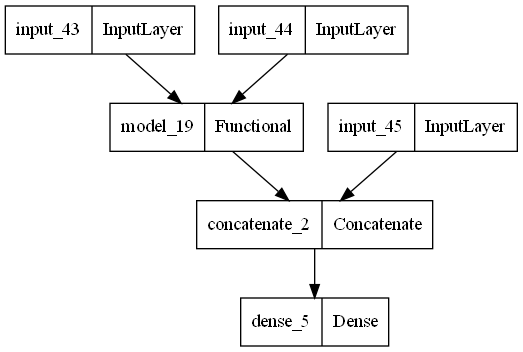 input_43 InputLayer input_44 InputLayer
model_19 Functional input_45 InputLayer
concatenate_2 Concatenate
dense_5 Dense